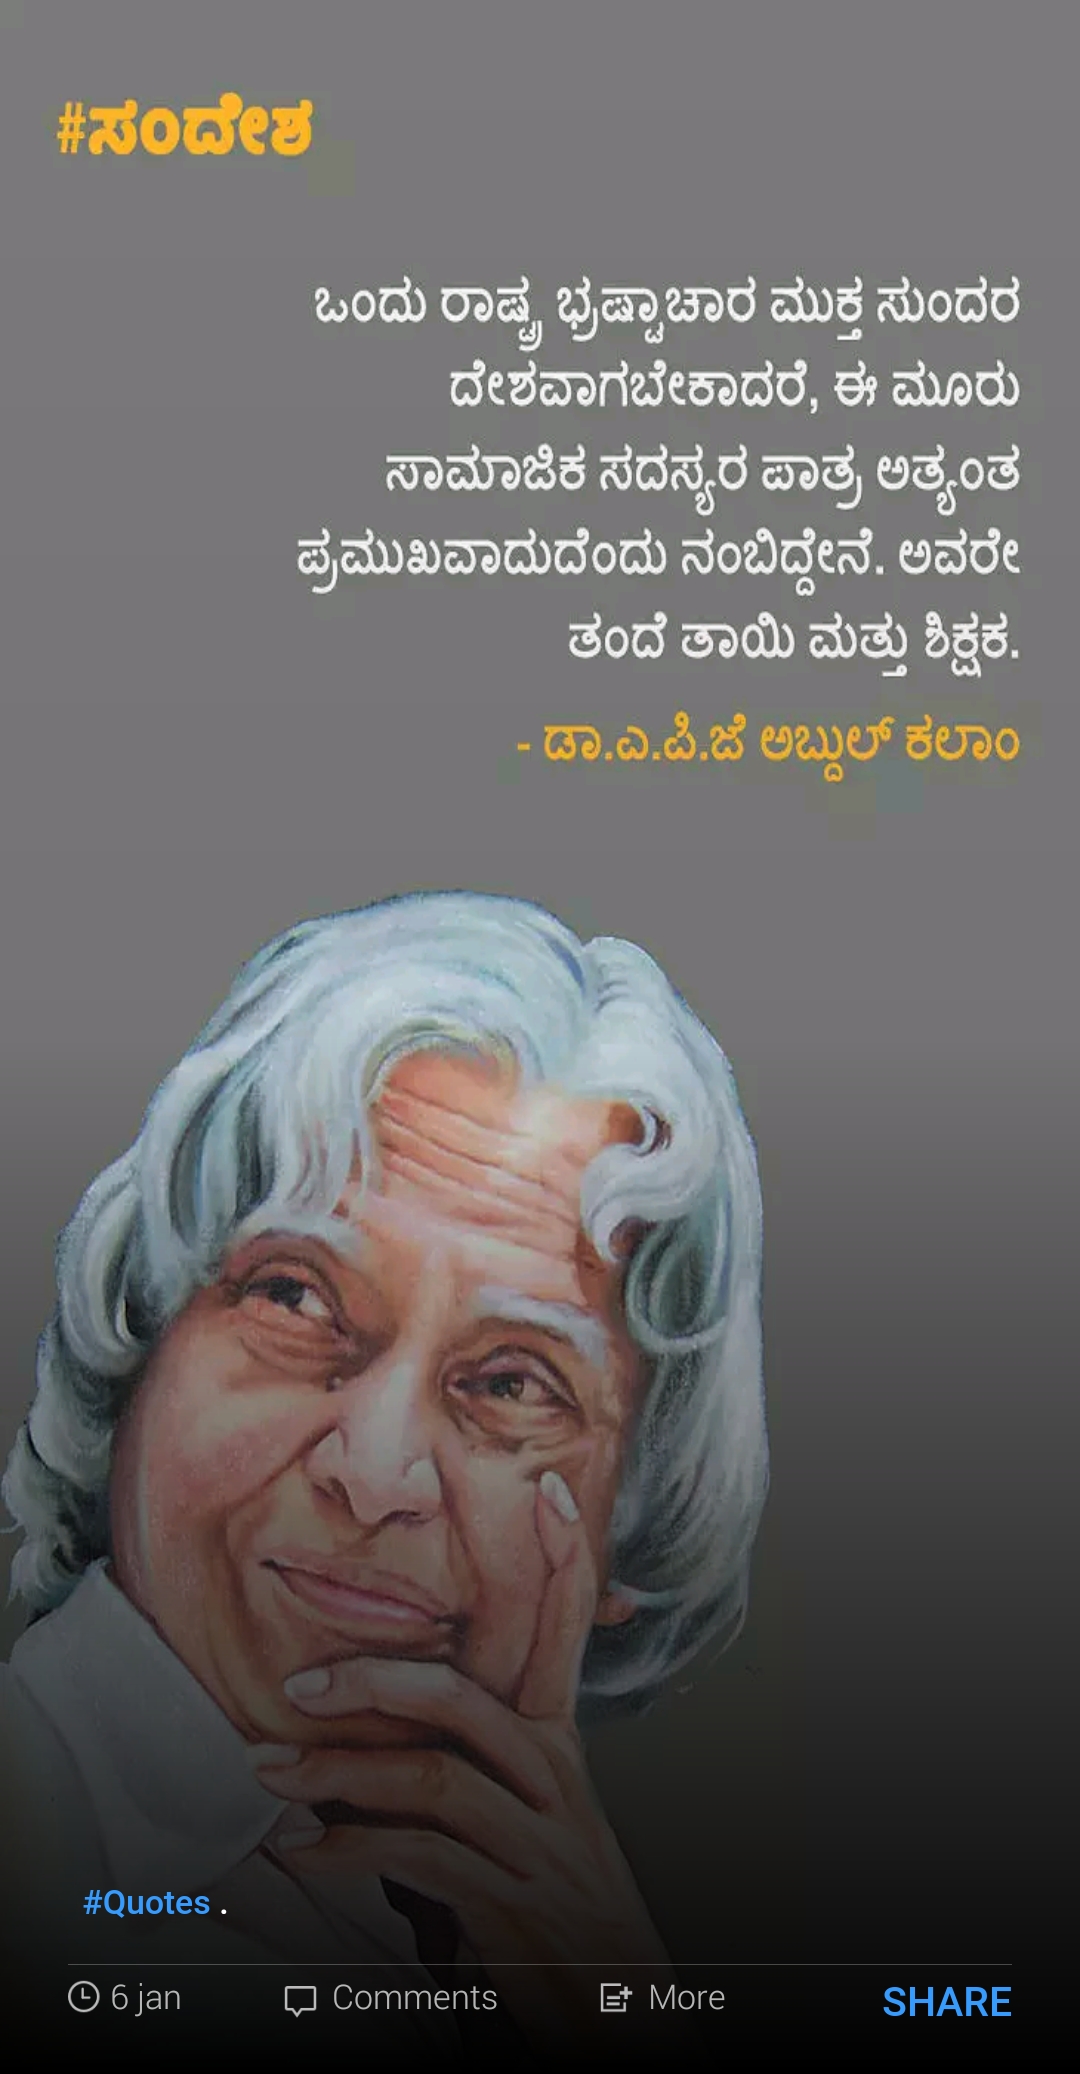 #ಸಂದೇಶ
ಒಂದು ರಾಷ್ಟ್ರ ಭ್ರಷ್ಟಾಚಾರ ಮುಕ್ತ ಸುಂದರ
ದೇಶವಾಗಬೇಕಾದರೆ, ಈ ಮೂರು
ಸಾಮಾಜಿಕ ಸದಸ್ಯರ ಪಾತ್ರ ಅತ್ಯಂತ
ಪ್ರಮುಖವಾದುದೆಂದು ನಂಬಿದ್ದೇನೆ. ಅವರೇ
ತಂದೆ ತಾಯಿ ಮತ್ತು ಶಿಕ್ಷಕ.
- ಡಾ.ಎ.ಪಿ.ಜೆ ಅಬ್ದುಲ್ ಕಲಾಂ
#Quotes .
6 jan Comments More SHARE